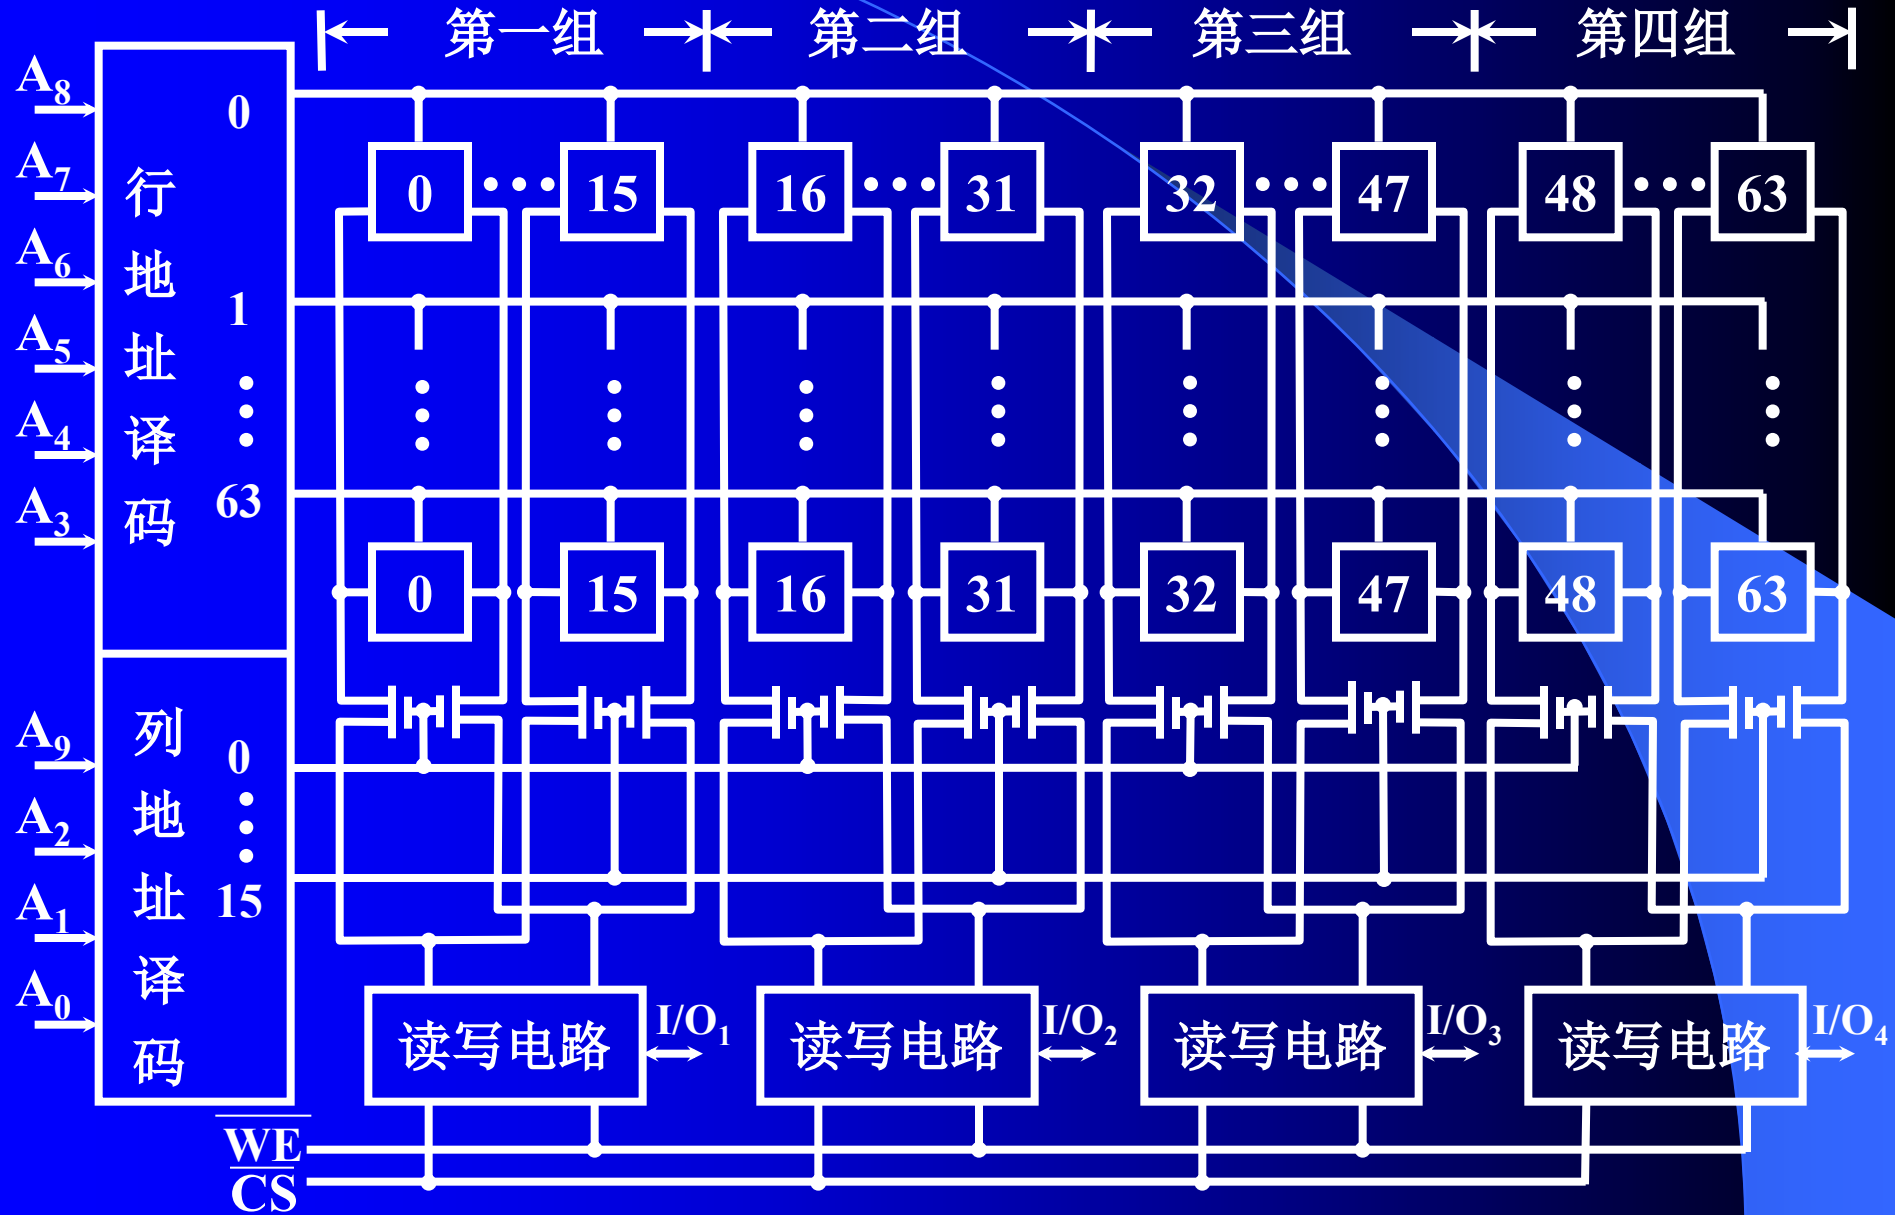 第一组 第二组 第三组 第四组
A8
A7
A6
A5
A4
A3
行地址译码
0
1
63
0 15 16 31 32 47 48 63
0 15 16 31 32 47 48 63
A9
A2
A1
A0
列地址译码
0
15
读写电路 I/O1 读写电路 I/O2 读写电路 I/O3 读写电路 I/O4
WE
CS